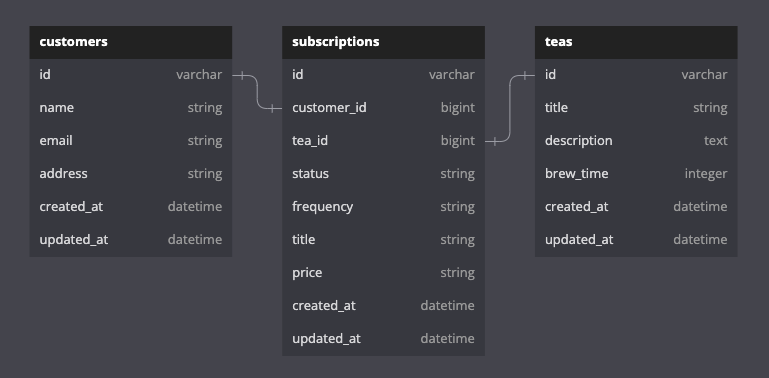 customers
id varchar
name string
email string
address string
created_at datetime
updated_at datetime
subscriptions
id varchar
customer_id bigint
tea_id bigint
status string
frequency string
title string
price string
created_at datetime
updated_at datetime
teas
id varchar
title string
description text
brew_time integer
created_at datetime
updated_at datetime